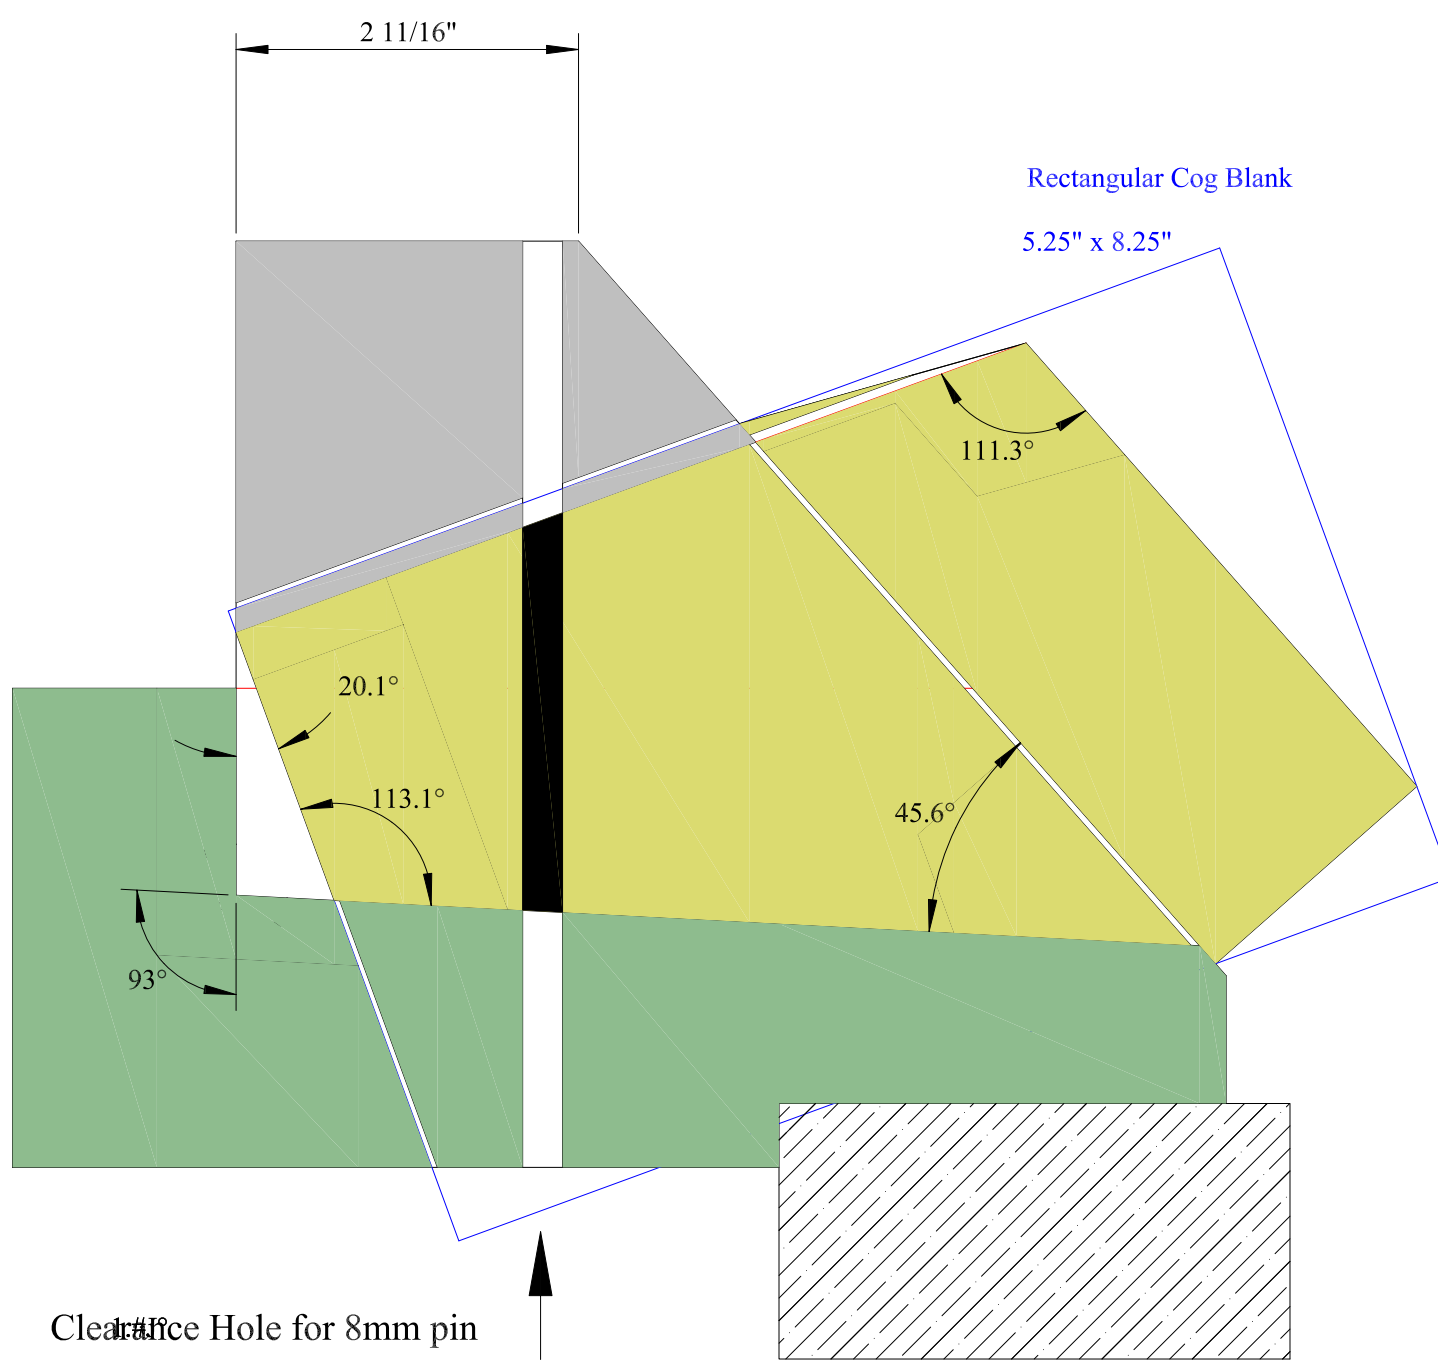 2 11/16"
Rectangular Cog Blank
5.25" x 8.25"
111.3°
20.1°
113.1°
45.6°
93°
Clearance Hole for 8mm pin